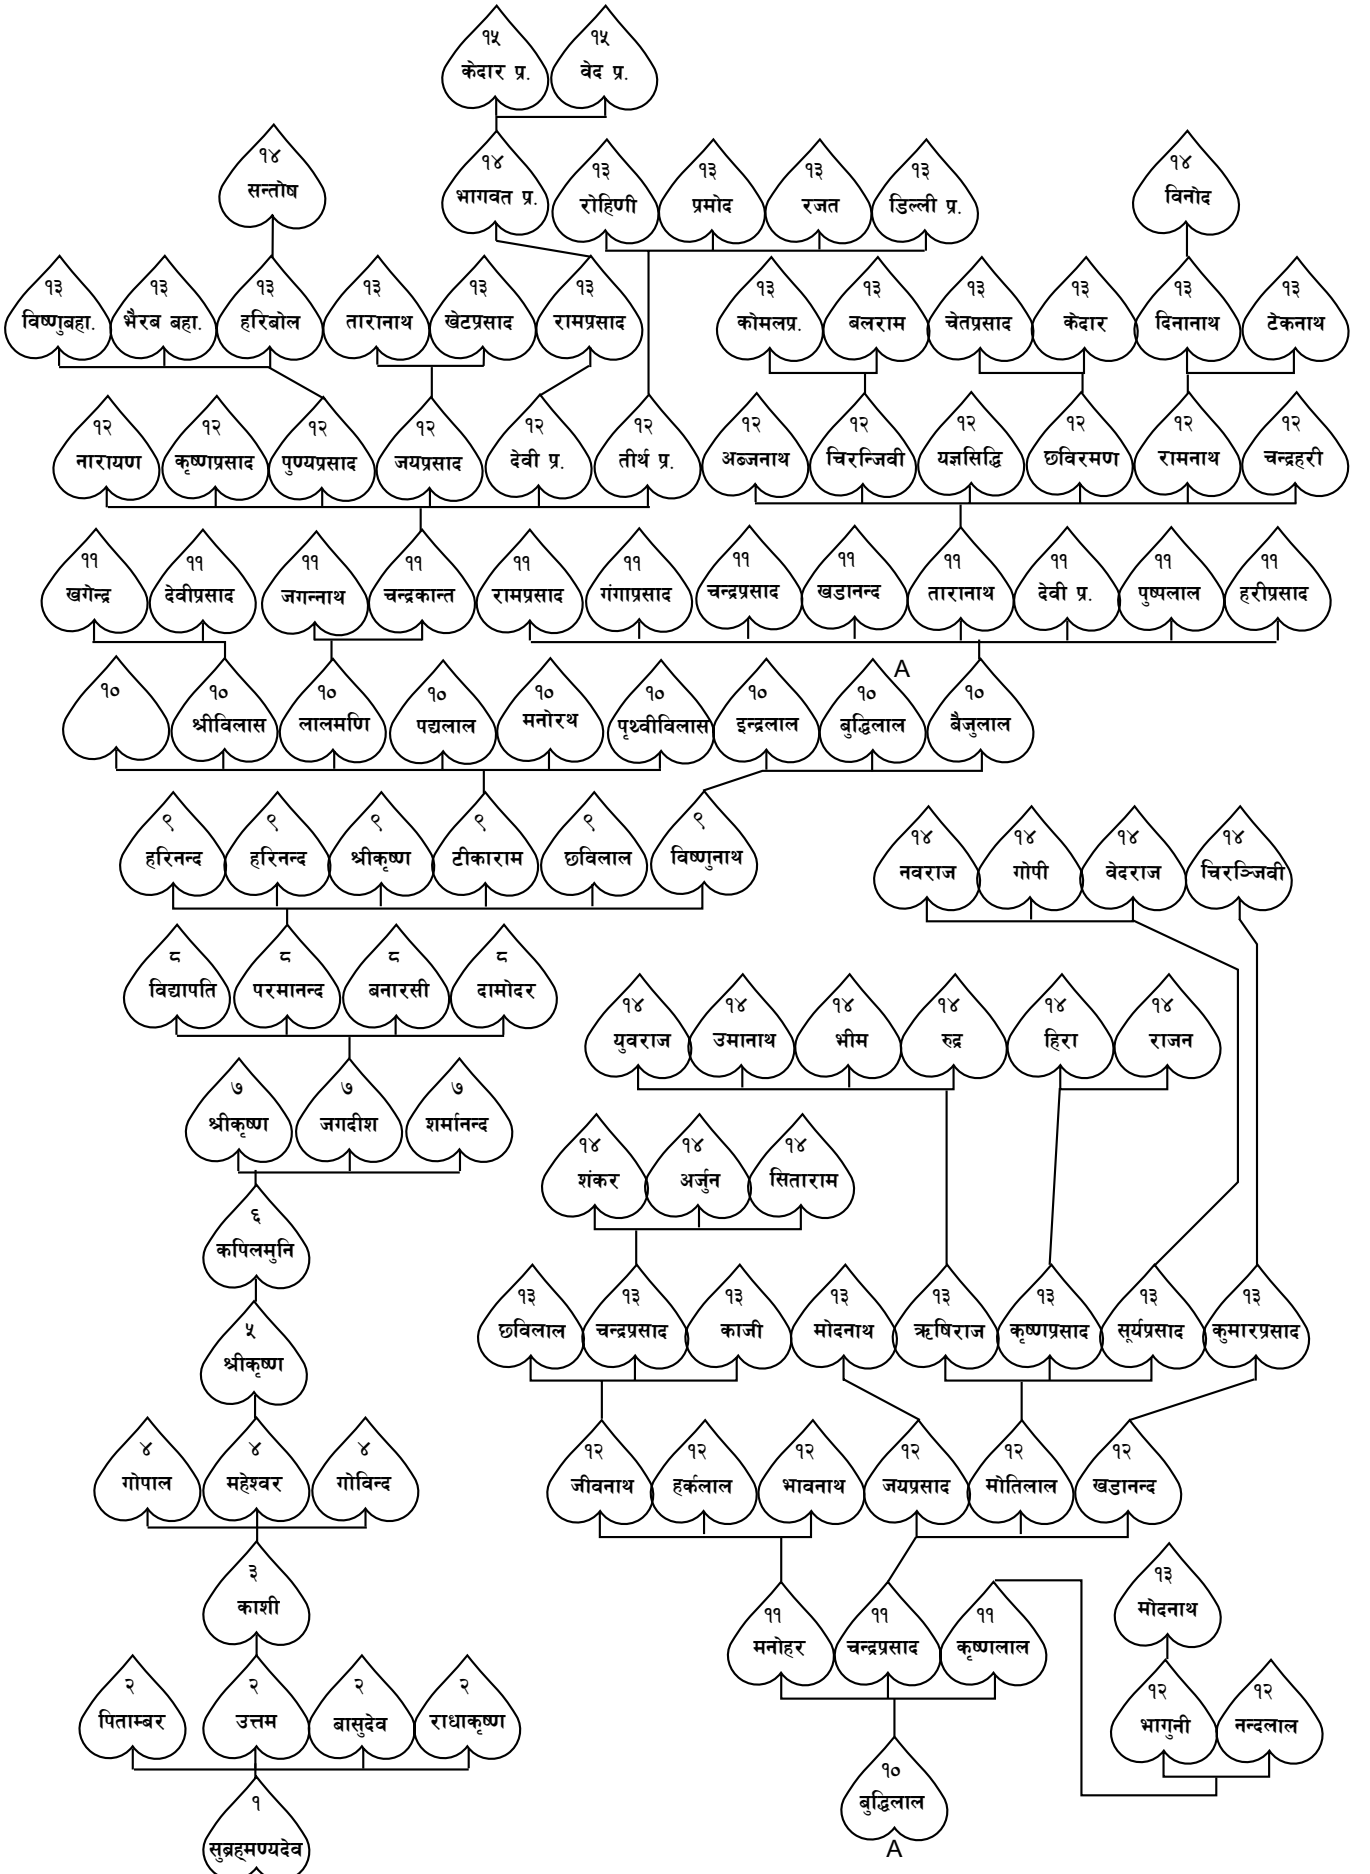 १५ १५
केदार प्र. वेद प्र.
१४ १४ १३ १३ १३ १३ १४
सन्तोष भागवत प्र. रोहिणी प्रमोद रजत डिल्ली प्र. विनोद
१३ १३ १३ १३ १३ १३ १३ १३ १३ १३ १३ १३
विष्णुबहा. भैरब बहा. हरिबोल तारानाथ खेटप्रसाद रामप्रसाद कोमलप्र. बलराम चेतप्रसाद केदार दिनानाथ टेकनाथ
१२ १२ १२ १२ १२ १२ १२ १२ १२ १२ १२ १२
नारायण कृष्णप्रसाद पुण्यप्रसाद जयप्रसाद देवी प्र. तीर्थ प्र. अब्जनाथ चिरन्जिवी यज्ञसिद्धि छविरमण रामनाथ चन्द्रहरी
११ ११ ११ ११ ११ ११ ११ ११ ११ ११ ११ ११
खगेन्द्र देवीप्रसाद जगन्नाथ चन्द्रकान्त रामप्रसाद गंगाप्रसाद चन्द्रप्रसाद खडानन्द तारानाथ देवी प्र. पुष्पलाल हरीप्रसाद
A
१० १० १० १० १० १० १० १० १०
श्रीविलास लालमणि पद्यलाल मनोरथ पृथ्वीविलास इन्द्रलाल बुद्धिलाल बैजुलाल
९ ९ ९ ९ ९ ९
हरिनन्द हरिनन्द श्रीकृष्ण टीकाराम छविलाल विष्णुनाथ
१४ १४ १४ १४
नवराज गोपी वेदराज चिरञ्जिवी
८ ८ ८ ८
विद्यापति परमानन्द बनारसी दामोदर
१४ १४ १४ १४ १४ १४
युवराज उमानाथ भीम रुद्र हिरा राजन
७ ७ ७
श्रीकृष्ण जगदीश शर्मानन्द
१४ १४ १४
शंकर अर्जुन सिताराम
६
कपिलमुनि
१३ १३ १३ १३ १३ १३ १३ १३
छविलाल चन्द्रप्रसाद काजी मोदनाथ ऋषिराज कृष्णप्रसाद सूर्यप्रसाद कुमारप्रसाद
५
श्रीकृष्ण
४ ४ ४
गोपाल महेश्वर गोविन्द
१२ १२ १२ १२ १२ १२
जीवनाथ हर्कलाल भावनाथ जयप्रसाद मोतिलाल खडानन्द
३
काशी
१३
मोदनाथ
११ ११ ११
मनोहर चन्द्रप्रसाद कृष्णलाल
२ २ २ २
पिताम्बर उत्तम बासुदेव राधाकृष्ण
१२ १२
भागुनी नन्दलाल
१०
बुद्धिलाल
A
१
सुब्रह्मण्यदेव